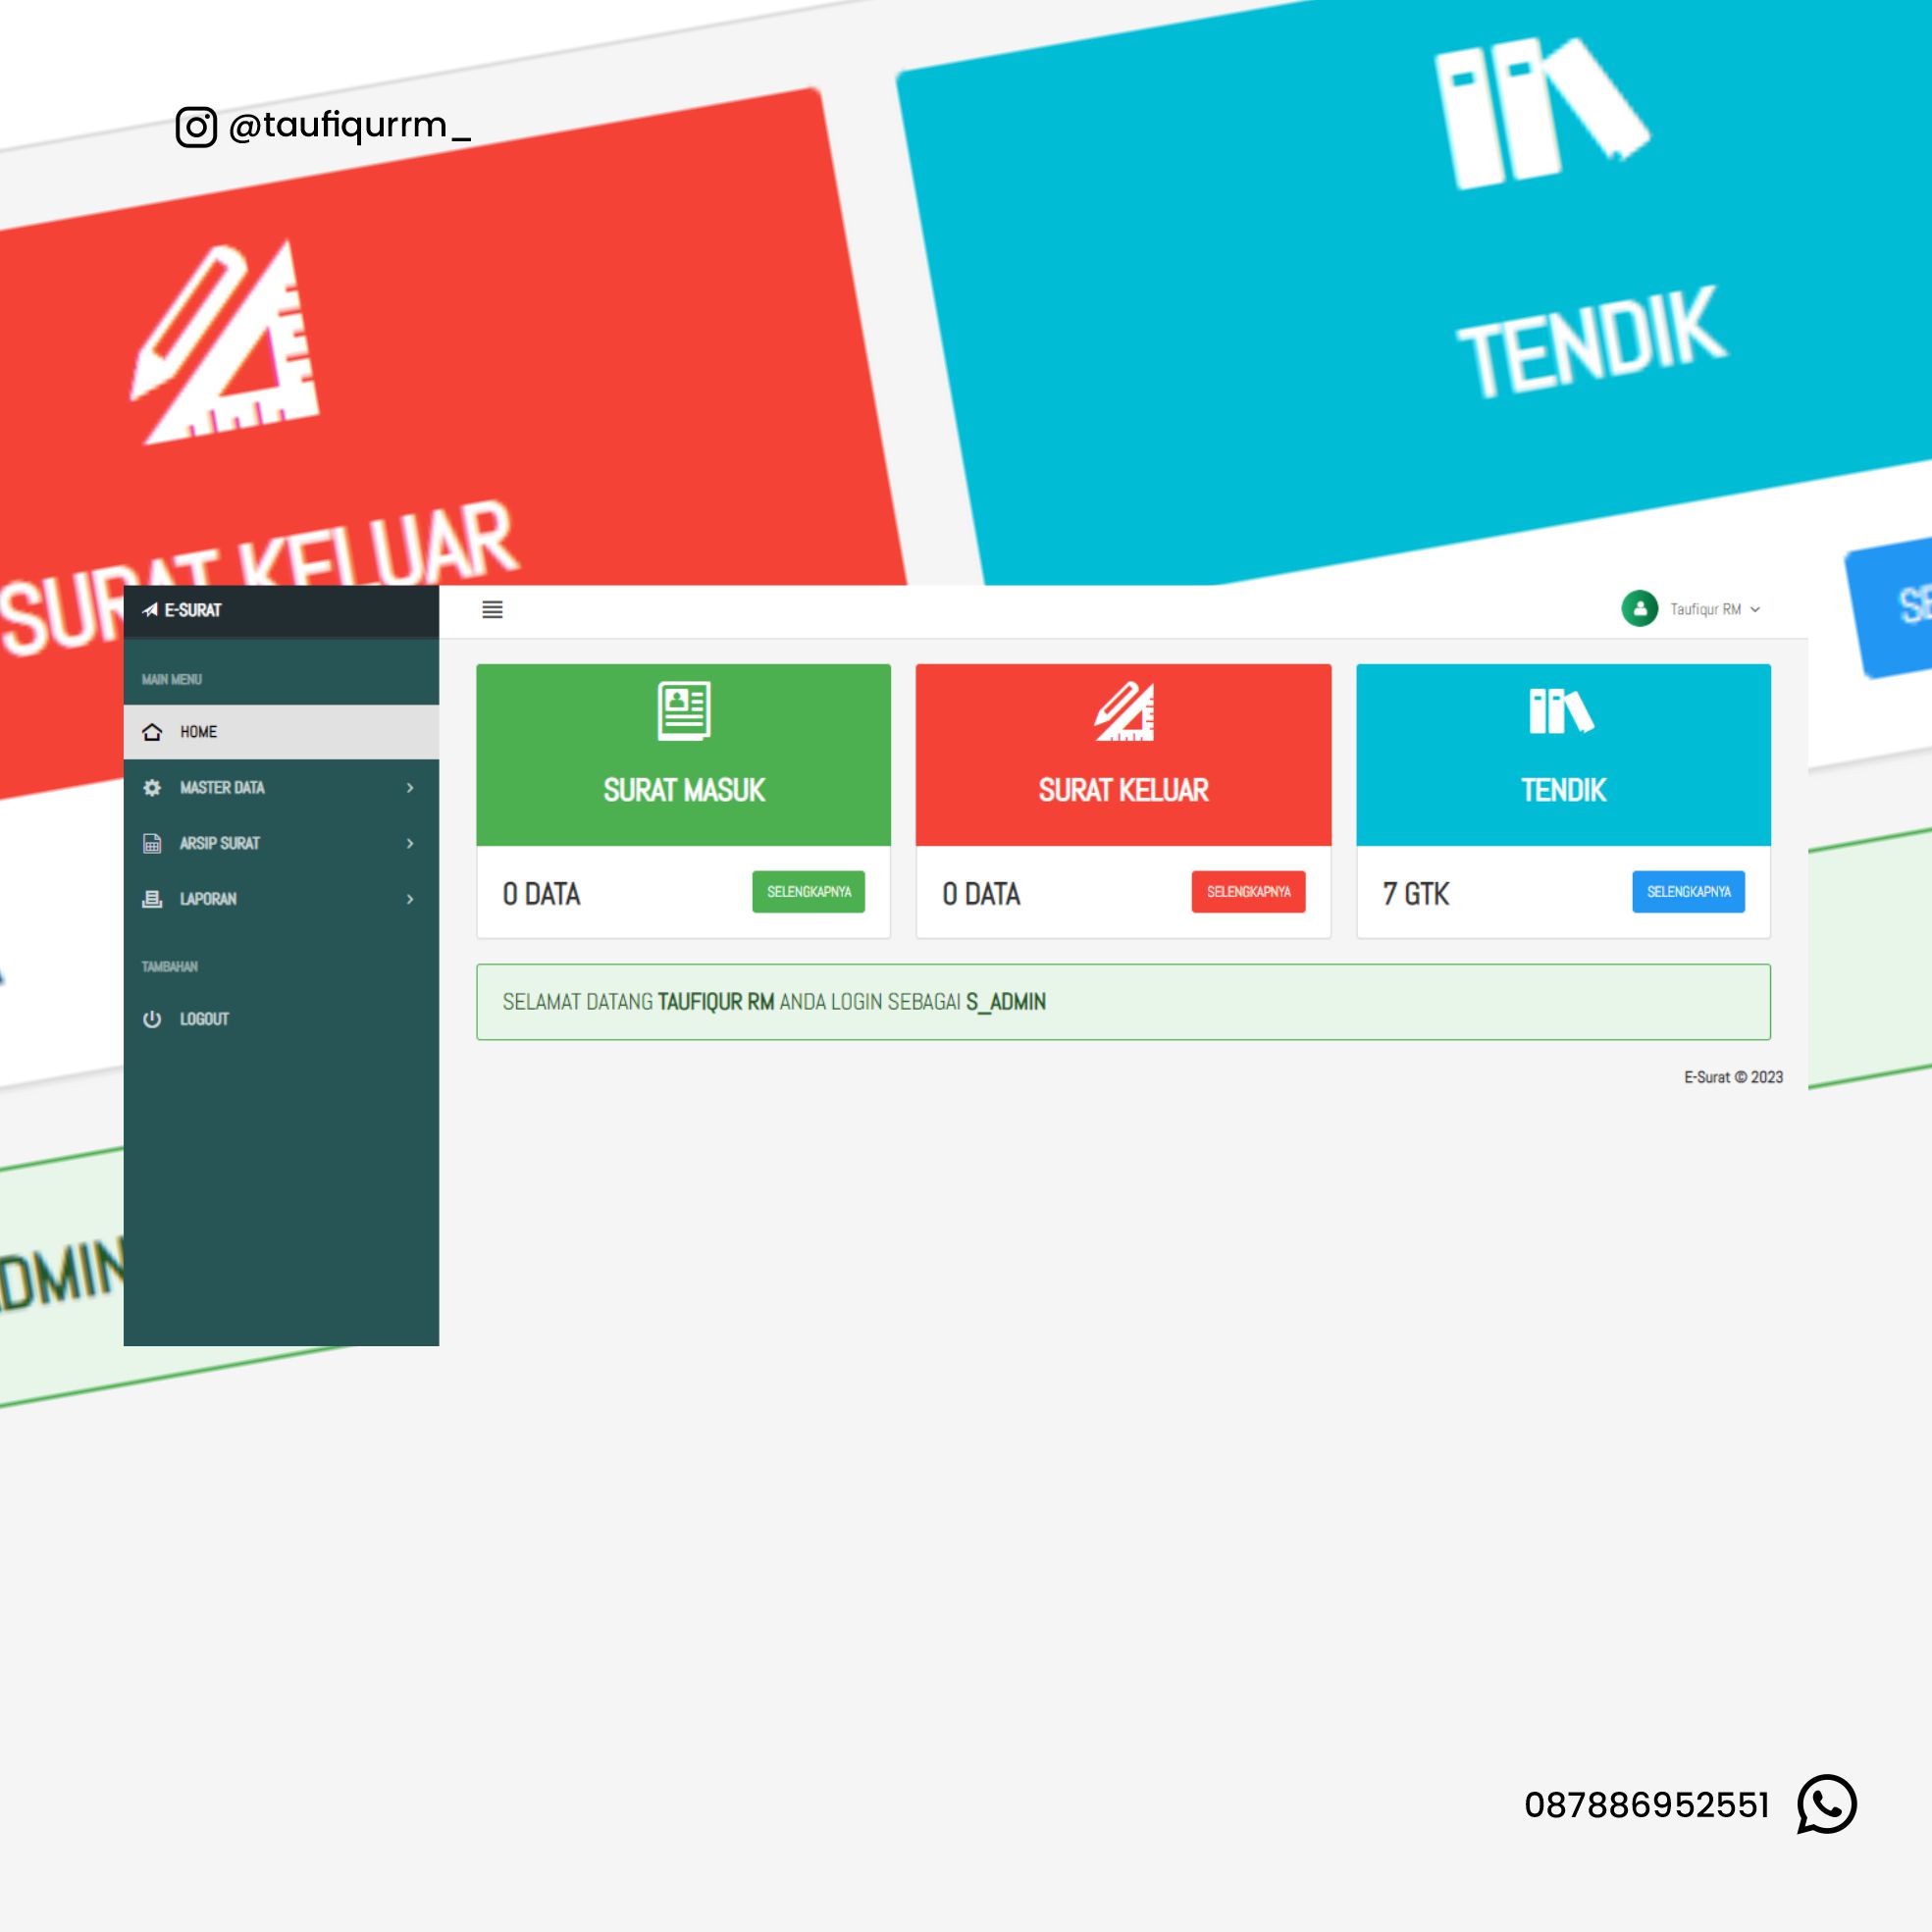 @taufiqurrm_
TENDIK
SURAT KELUAR
E-SURAT
Taufiqur RM
MAIN MENU
HOME
MASTER DATA
ARSIP SURAT
LAPORAN
TAMBAHAN
LOGOUT
SURAT MASUK
0 DATA
SELENGKAPNYA
SURAT KELUAR
0 DATA
SELENGKAPNYA
TENDIK
7 GTK
SELENGKAPNYA
SELAMAT DATANG TAUFIQUR RM ANDA LOGIN SEBAGAI S_ADMIN
E-Surat © 2023
087886952551